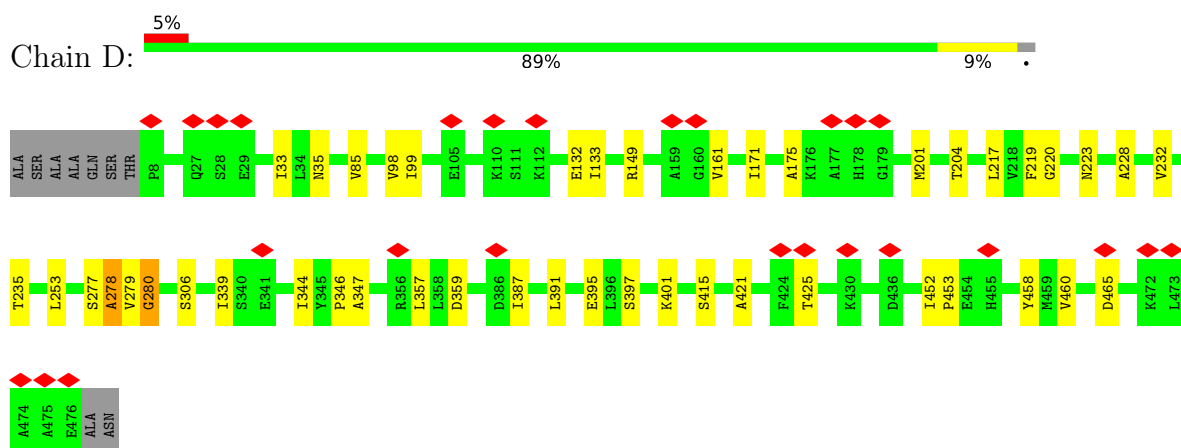 5%
Chain D:
89% 9% •
ALA SER ALA ALA GLN SER THR P8 Q27 S28 E29 I33 L34 N35 V85 V98 I99 E105 K110 S111 K112 E132 I133 R149 A159 G160 V161 I171 A175 K176 A177 H178 G179 M201 T204 L217 V218 F219 G220 N223 A228 V232
T235 L253 S277 A278 V279 G280 S306 I339 S340 E341 I344 Y345 P346 A347 R356 L357 L358 D359 D386 I387 L391 E395 L396 S397 K401 S415 A421 F424 T425 K430 D436 I452 P453 E454 H455 Y458 M459 V460 D465 K472 L473
A474 A475 E476 ALA ASN